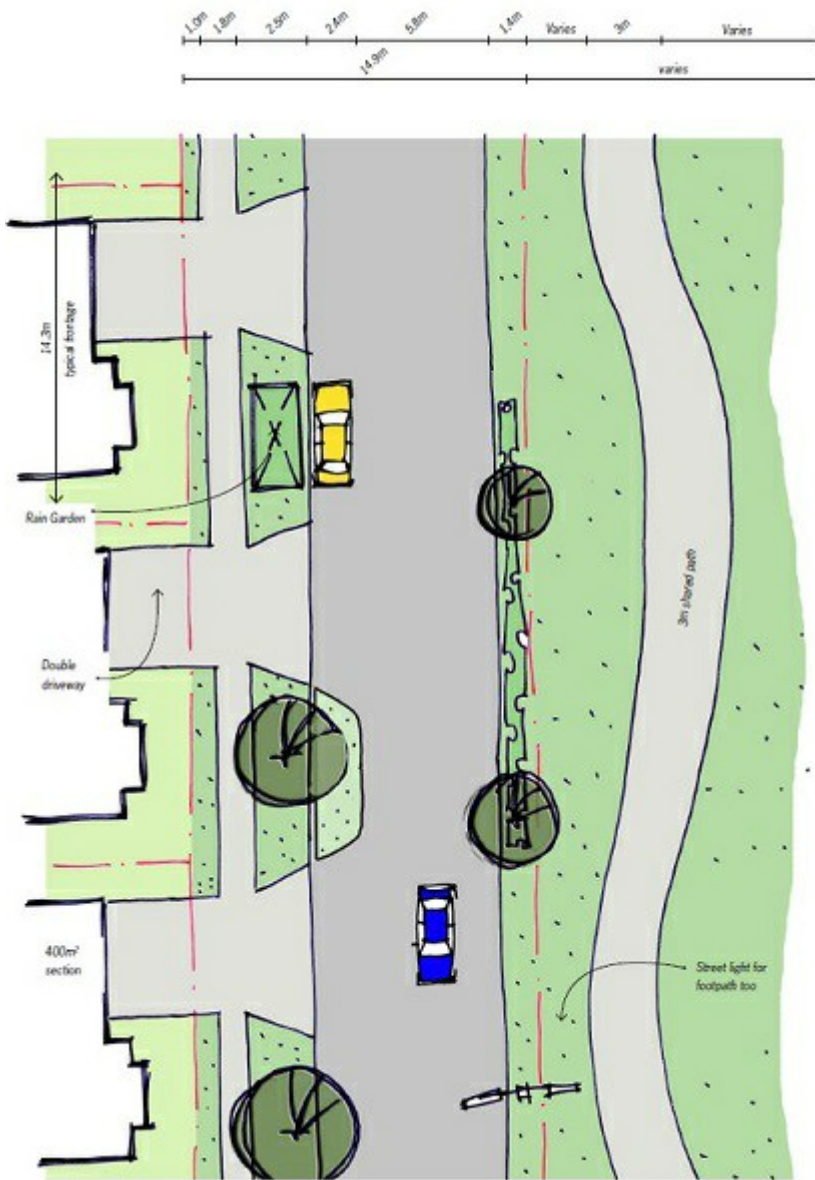 1.0m
1.8m
2.5m
2.4m
5.8m
1.4m
Varies
3m
Varies
14.9m
varies
14.3m
typical frontage
Rain Garden
3m shared path
Double
driveway
400m²
section
Street light for
footpath too